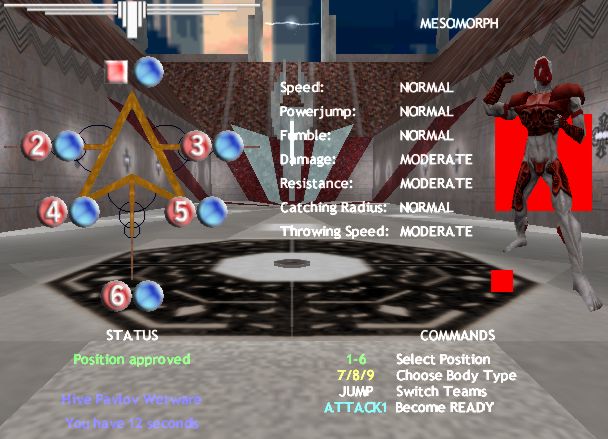 MESOMORPH
Speed: NORMAL
Powerjump: NORMAL
Fumble: NORMAL
Damage: MODERATE
Resistance: MODERATE
Catching Radius: NORMAL
Throwing Speed: MODERATE
2 3
4 5
6
STATUS COMMANDS
Position approved 1-6 Select Position
7/8/9 Choose Body Type
Hive Pavlov Wetware JUMP Switch Teams
ATTACK1 Become READY
You have 12 seconds